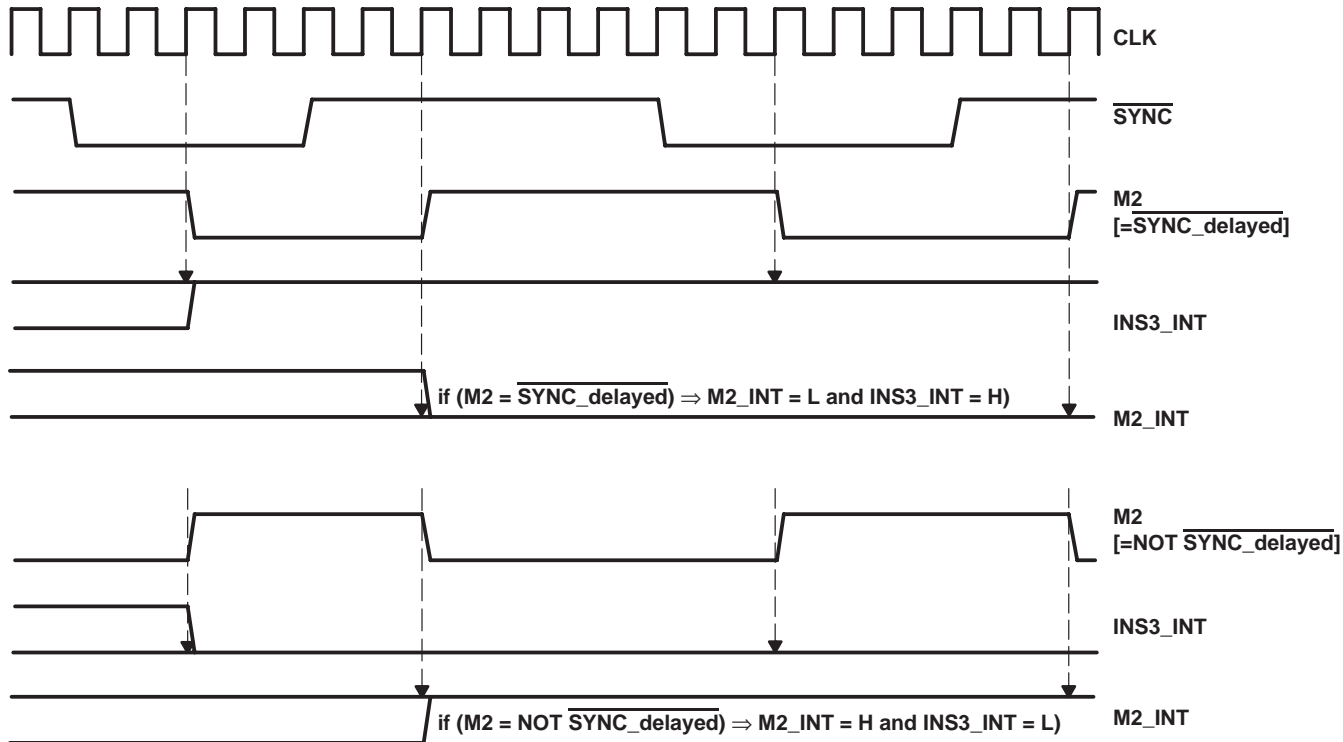 CLK
SYNC
M2
[=SYNC_delayed]
INS3_INT
if (M2 = SYNC_delayed) ⇒ M2_INT = L and INS3_INT = H)
M2_INT
M2
[=NOT SYNC_delayed]
INS3_INT
if (M2 = NOT SYNC_delayed) ⇒ M2_INT = H and INS3_INT = L)
M2_INT